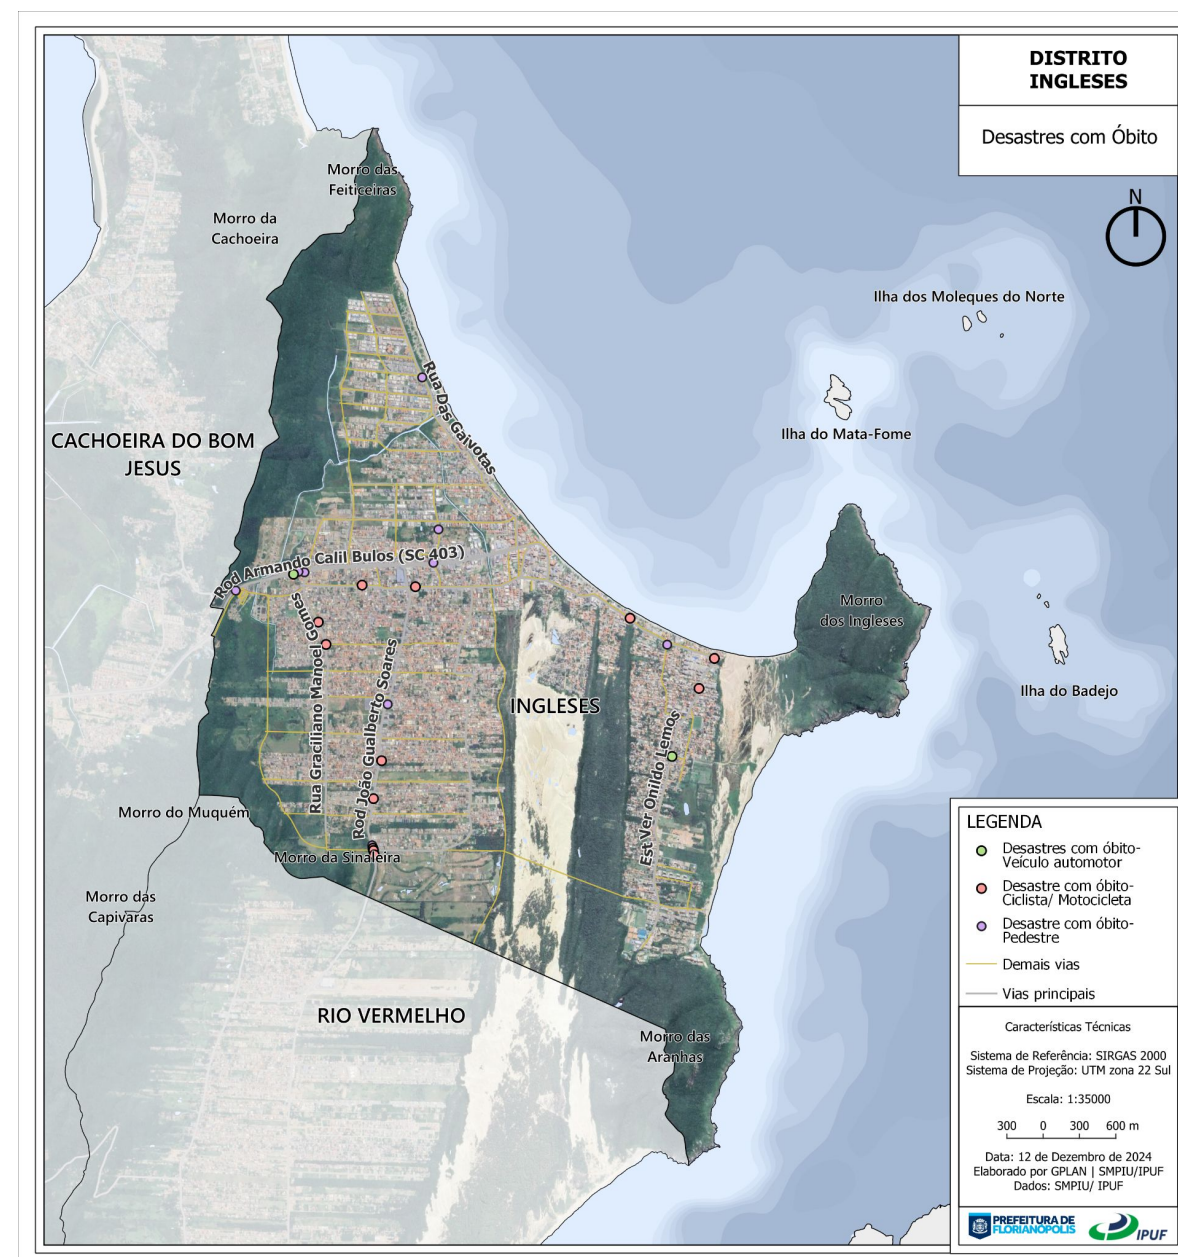 DISTRITO
INGLESES
Desastres com Óbito
N
Morro das
Feiticeiras
Morro da
Cachoeira
Ilha dos Moleques do Norte
Rua Das Gaivotas
CACHOEIRA DO BOM
JESUS
Ilha do Mata-Fome
Rod Armando Calil Bulos (SC 403)
Morro
dos Ingleses
Rua Graciliano Manoel Gomes
Rod João Gualberto Soares
INGLESES
Est Ver Onildo Lemos
Ilha do Badejo
Morro do Muquém
Morro da Sinaleira
Morro das
Capivaras
RIO VERMELHO
Morro das
Aranhas
LEGENDA
Desastres com óbito-
Veículo automotor
Desastre com óbito-
Ciclista/ Motocicleta
Desastre com óbito-
Pedestre
Demais vias
Vias principais
Características Técnicas
Sistema de Referência: SIRGAS 2000
Sistema de Projeção: UTM zona 22 Sul
Escala: 1:35000
300 0 300 600 m
Data: 12 de Dezembro de 2024
Elaborado por GPLAN | SMPIU/IPUF
Dados: SMPIU/ IPUF
PREFEITURA DE
FLORIANÓPOLIS
IPUF